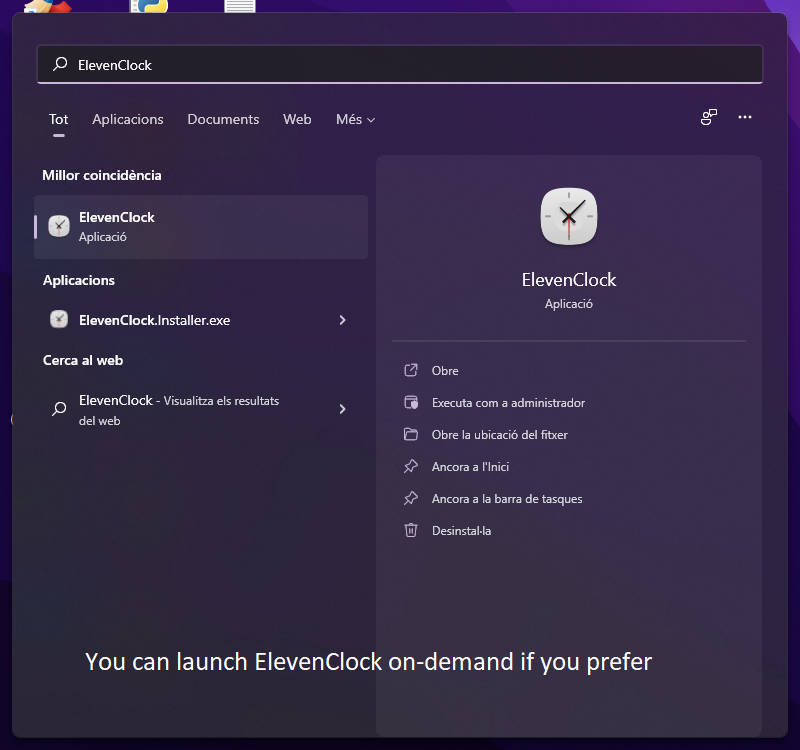 ElevenClock
Tot Aplicacions Documents Web Més
Millor coincidència
ElevenClock
Aplicació
Aplicacions
ElevenClock.Installer.exe
Cerca al web
ElevenClock - Visualitza els resultats
del web
ElevenClock
Aplicació
Obre
Executa com a administrador
Obre la ubicació del fitxer
Ancora a l'Inici
Ancora a la barra de tasques
Desinstal·la
You can launch ElevenClock on-demand if you prefer